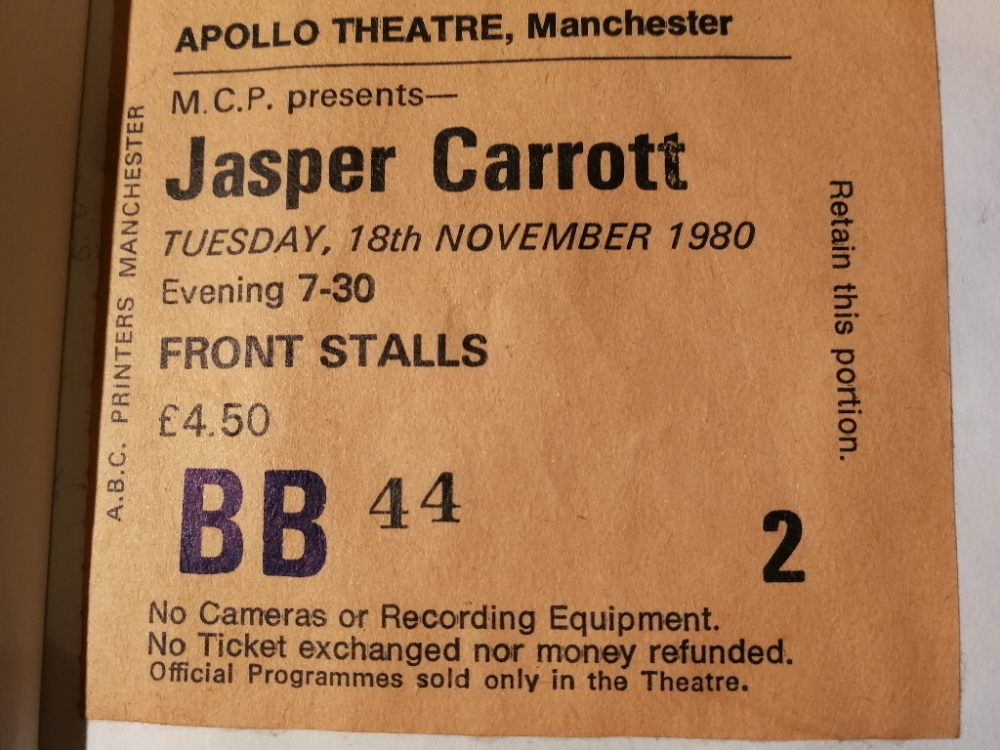 APOLLO THEATRE, Manchester
M.C.P. presents—
Jasper Carrott
TUESDAY, 18th NOVEMBER 1980
Evening 7-30
FRONT STALLS
£4.50
BB 44 2
No Cameras or Recording Equipment.
No Ticket exchanged nor money refunded.
Official Programmes sold only in the Theatre.
A.B.C. PRINTERS MANCHESTER
Retain this portion.